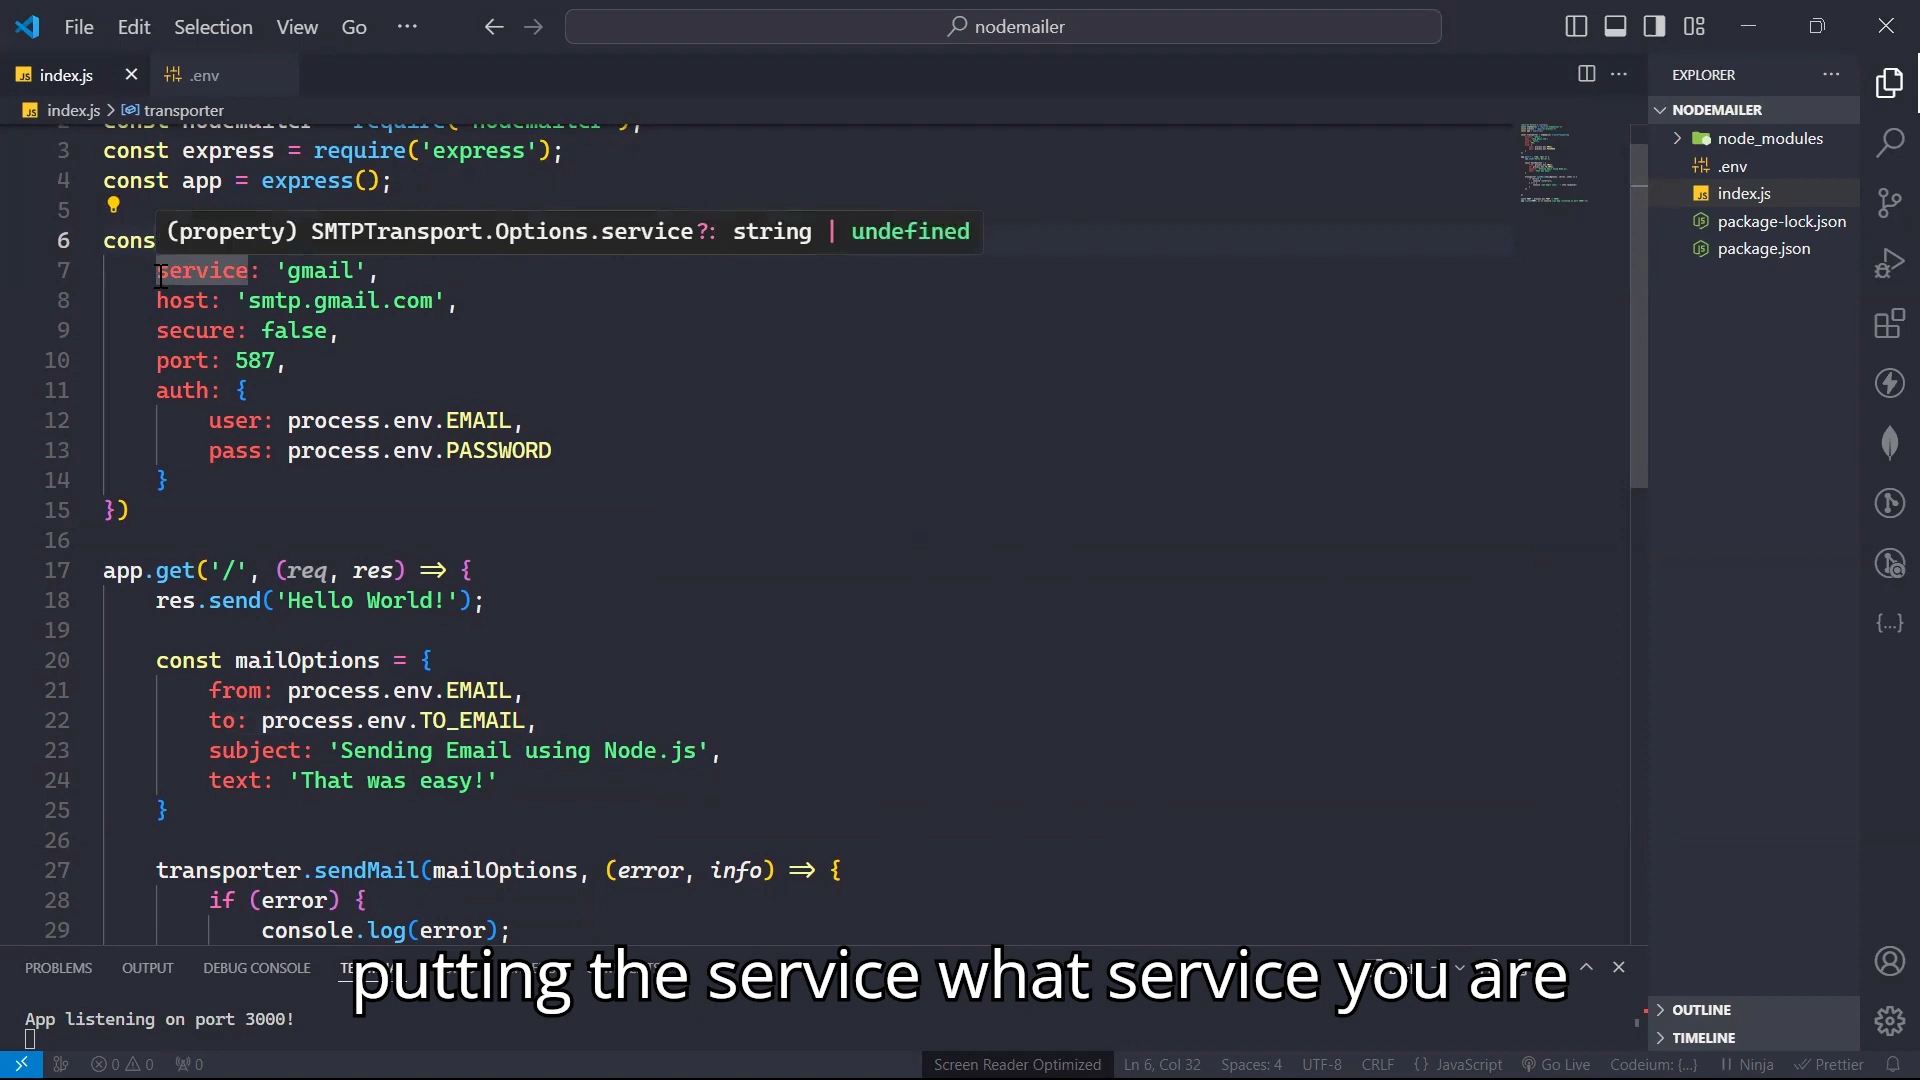 File Edit Selection View Go ···
nodemailer
index.js
.env
index.js > transporter
const nodemailer = require('nodemailer');
3 const express = require('express');
4 const app = express();
5
6 cons
(property) SMTPTransport.Options.service?: string | undefined
7 service: 'gmail',
8 host: 'smtp.gmail.com',
9 secure: false,
10 port: 587,
11 auth: {
12 user: process.env.EMAIL,
13 pass: process.env.PASSWORD
14 }
15 })
16
17 app.get('/', (req, res) => {
18 res.send('Hello World!');
19
20 const mailOptions = {
21 from: process.env.EMAIL,
22 to: process.env.TO_EMAIL,
23 subject: 'Sending Email using Node.js',
24 text: 'That was easy!'
25 }
26
27 transporter.sendMail(mailOptions, (error, info) => {
28 if (error) {
29 console.log(error);
EXPLORER
NODEMAILER
node_modules
.env
index.js
package-lock.json
package.json
PROBLEMS OUTPUT DEBUG CONSOLE
putting the service what service you are
App listening on port 3000!
OUTLINE
TIMELINE
0 0 0
Screen Reader Optimized Ln 6, Col 32 Spaces: 4 UTF-8 CRLF {} JavaScript Go Live Codeium: {...} Ninja Prettier